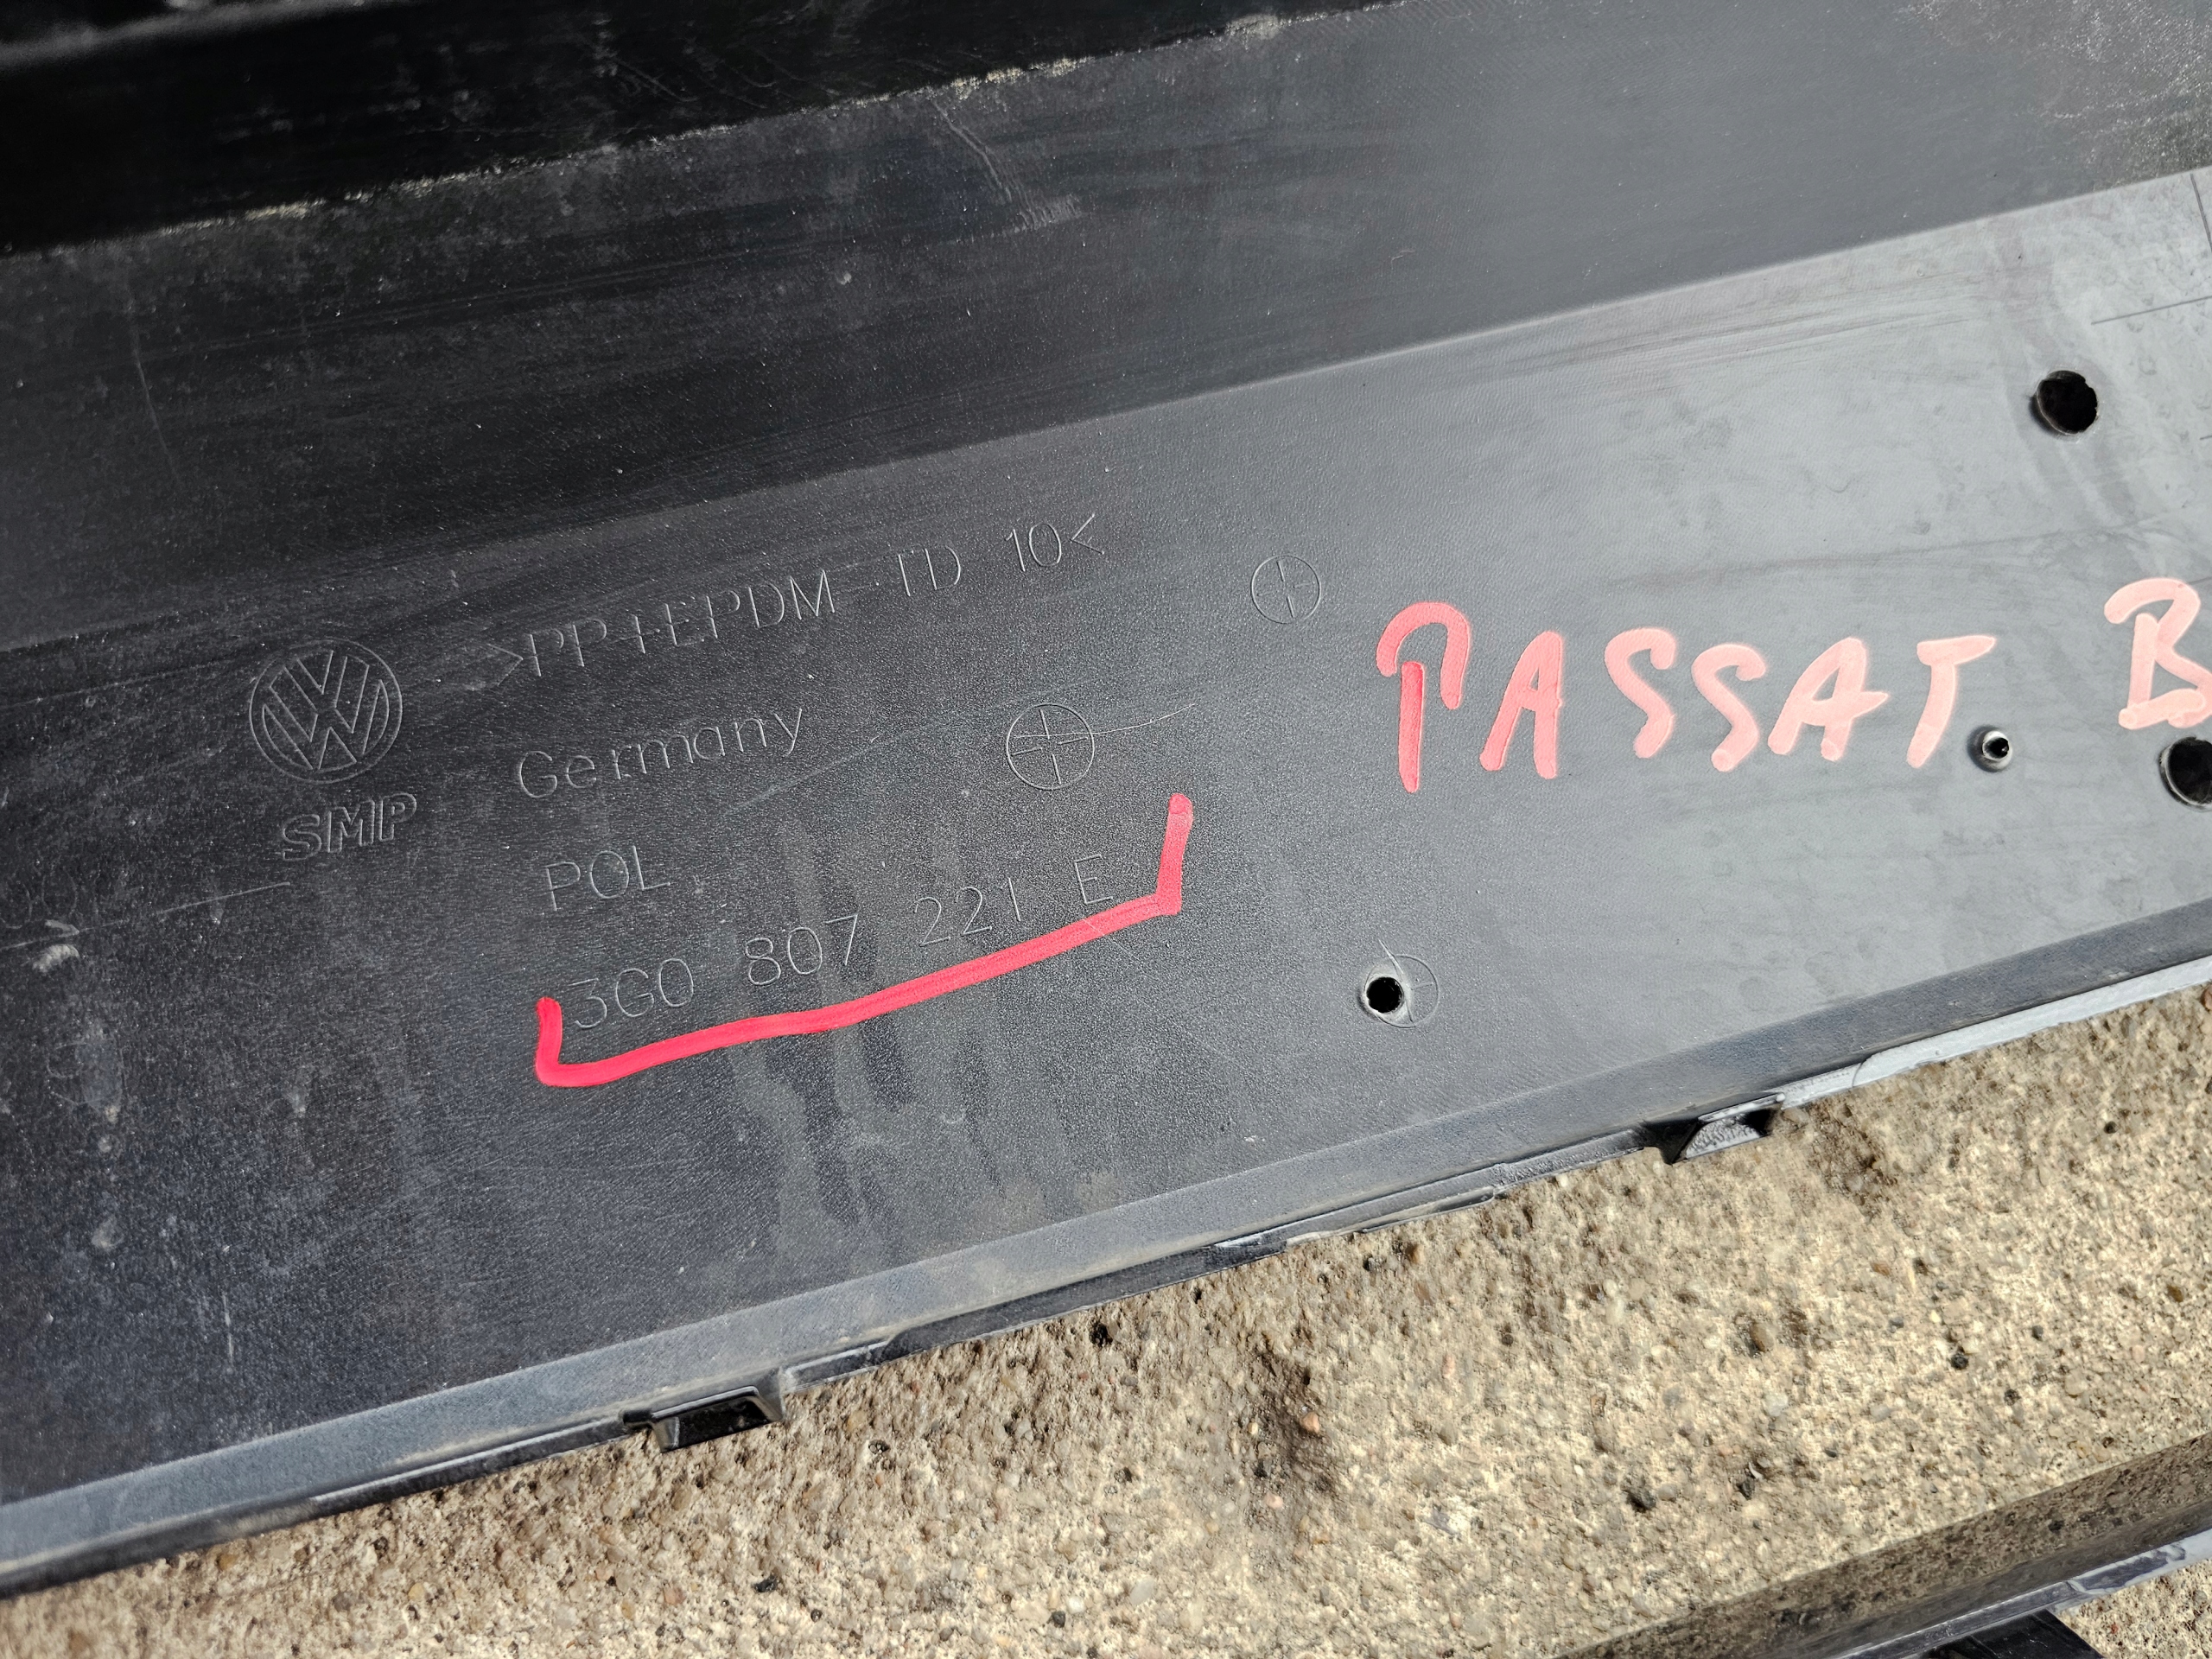 >PP+EPDM-TD 10<
Germany
SMP
POL
3G0 807 221 E
PASSAT B